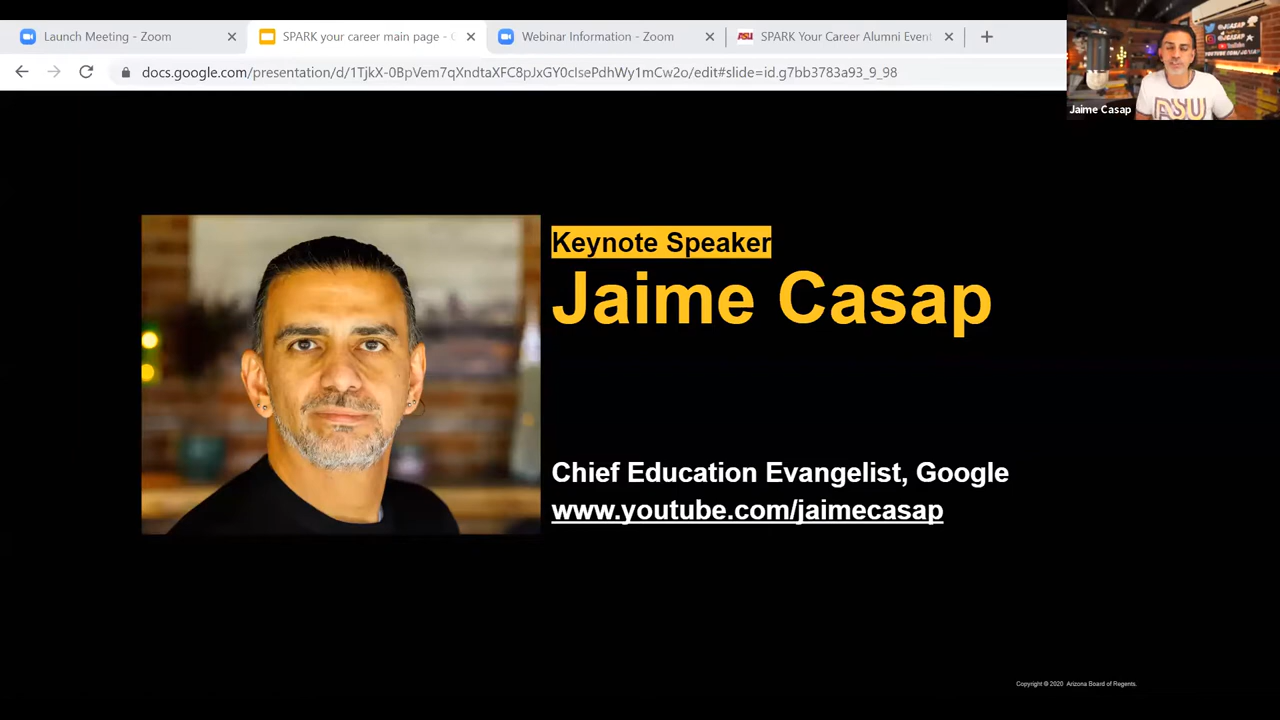 Launch Meeting - Zoom
SPARK your career main page -
Webinar Information - Zoom
ASU
SPARK Your Career Alumni Event
docs.google.com/presentation/d/1TjkX-0BpVem7qXndtaXFC8pJxGY0cIsePdhWy1mCw2o/edit#slide=id.g7bb3783a93_9_98
ASU
Jaime Casap
Keynote Speaker
Jaime Casap
Chief Education Evangelist, Google
www.youtube.com/jaimecasap
Copyright © 2020 Arizona Board of Regents.